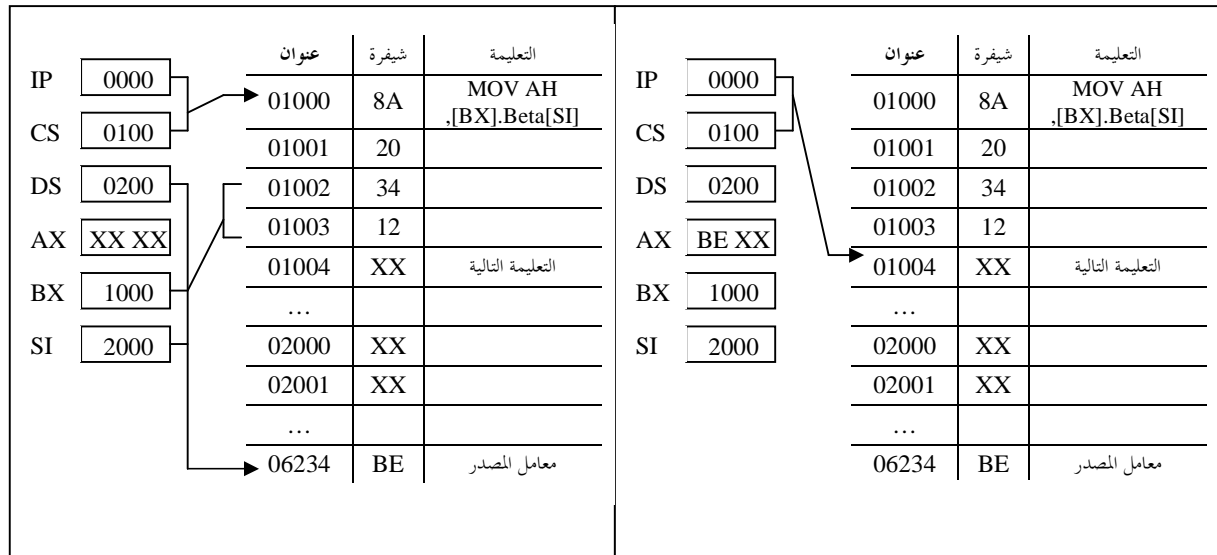 عنوان شيفرة التعليمة
IP 0000
01000 8A MOV AH
,[BX].Beta[SI]
CS 0100
01001 20
DS 0200
01002 34
01003 12
AX XX XX
01004 XX التعليمة التالية
BX 1000
…
SI 2000
02000 XX
02001 XX
…
06234 BE معامل المصدر
عنوان شيفرة التعليمة
IP 0000
01000 8A MOV AH
,[BX].Beta[SI]
CS 0100
01001 20
DS 0200
01002 34
01003 12
AX BE XX
01004 XX التعليمة التالية
BX 1000
…
SI 2000
02000 XX
02001 XX
…
06234 BE معامل المصدر